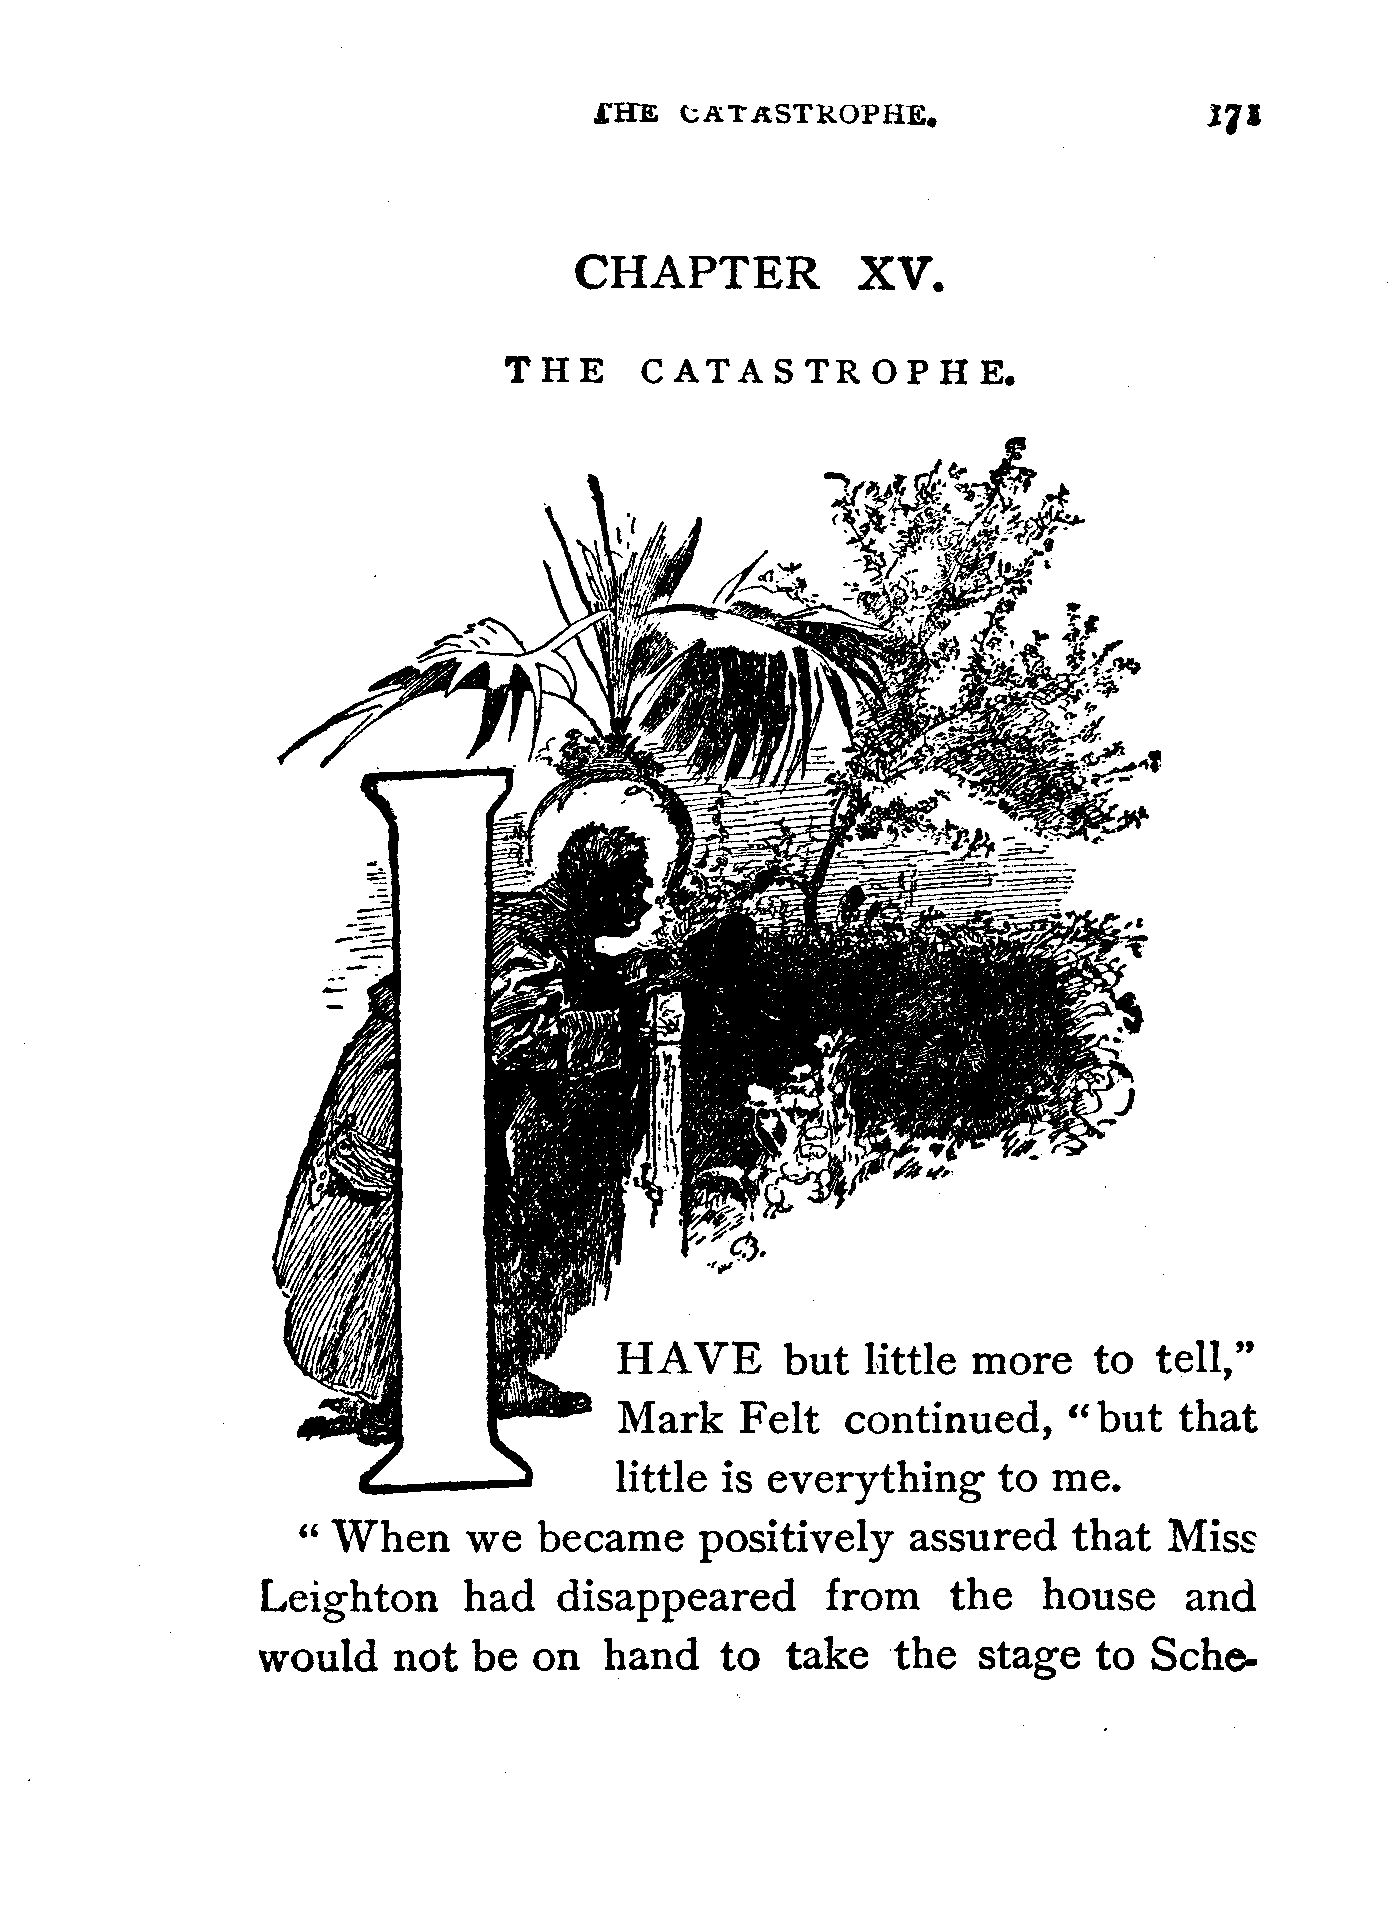 THE CATASTROPHE. 171
CHAPTER XV.
THE CATASTROPHE.
I HAVE but little more to tell,”
Mark Felt continued, “but that
little is everything to me.
“When we became positively assured that Miss
Leighton had disappeared from the house and
would not be on hand to take the stage to Sche-